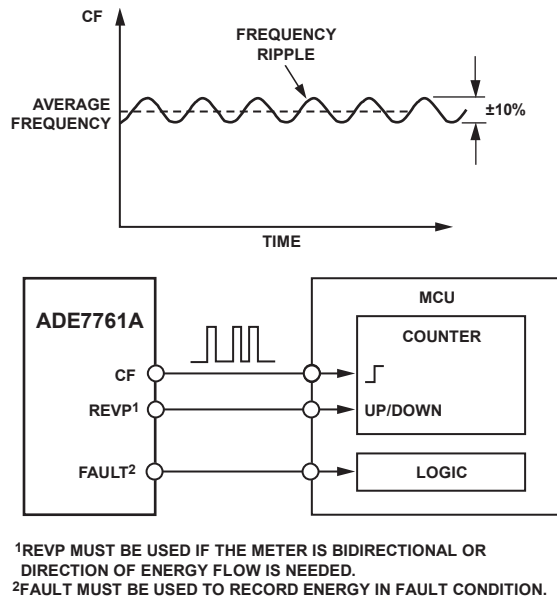 CF
FREQUENCY
RIPPLE
AVERAGE
FREQUENCY
±10%
TIME
ADE7761A
MCU
COUNTER
CF
REVP1
UP/DOWN
FAULT2
LOGIC
1REVP MUST BE USED IF THE METER IS BIDIRECTIONAL OR
DIRECTION OF ENERGY FLOW IS NEEDED.
2FAULT MUST BE USED TO RECORD ENERGY IN FAULT CONDITION.